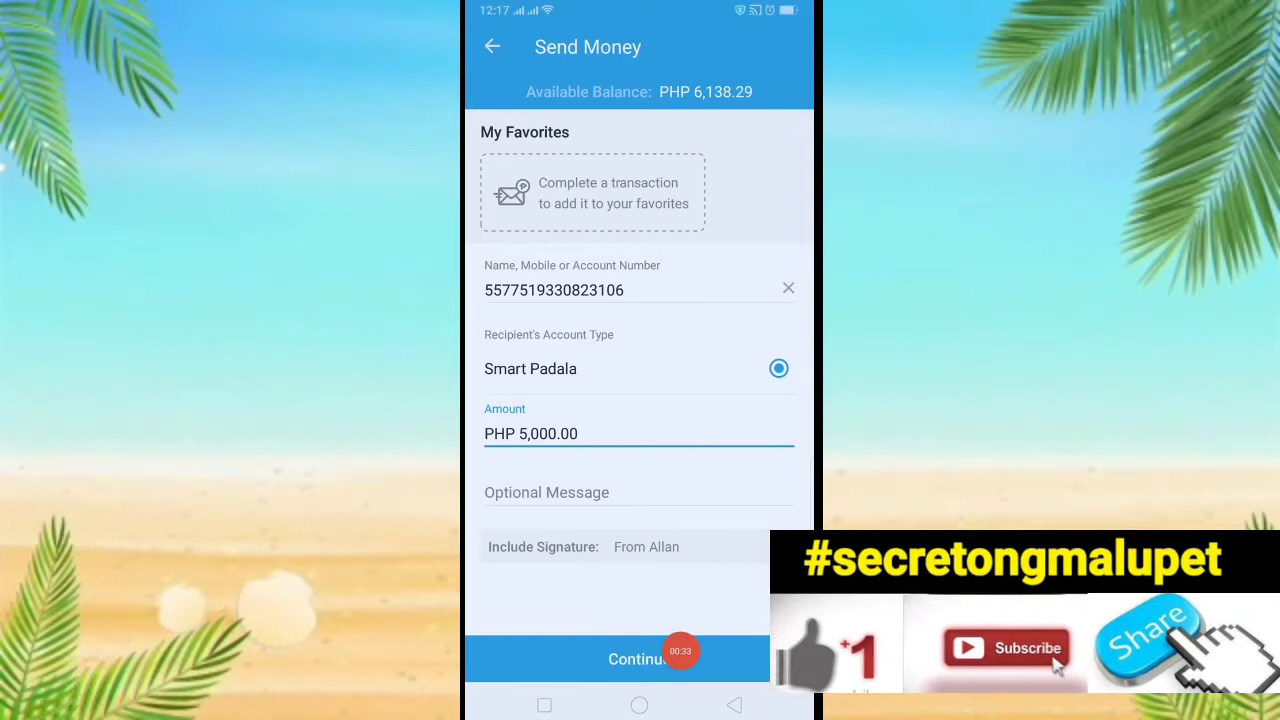 12:17
Send Money
Available Balance: PHP 6,138.29
My Favorites
Complete a transaction
to add it to your favorites
Name, Mobile or Account Number
5577519330823106
Recipient's Account Type
Smart Padala
Amount
PHP 5,000.00
Optional Message
Include Signature: From Allan
#secretongmalupet
+1
Subscribe
Share
00:33